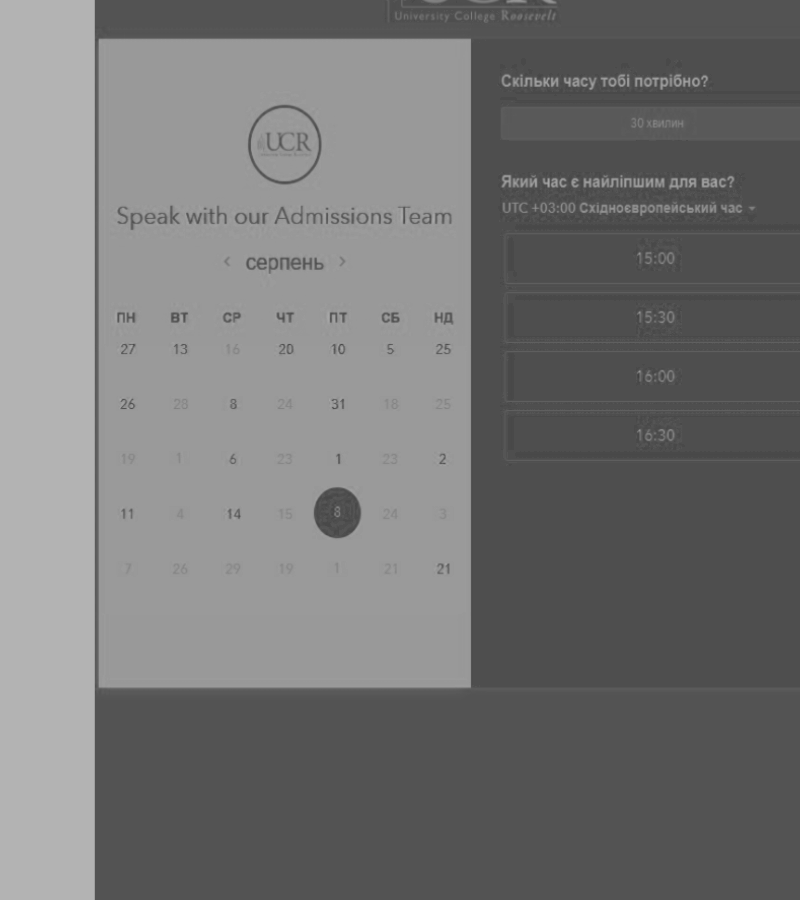 University College Roosevelt
UCR
Speak with our Admissions Team
‹ серпень ›
ПН ВТ СР ЧТ ПТ СБ НД
27 13 16 20 10 5 25
26 28 8 24 31 18 25
19 1 6 23 1 23 2
11 4 14 15 8 24 3
7 26 29 19 1 21 21
Скільки часу тобі потрібно?
30 хвилин
Який час є найліпшим для вас?
UTC +03:00 Східноєвропейський час
15:00
15:30
16:00
16:30